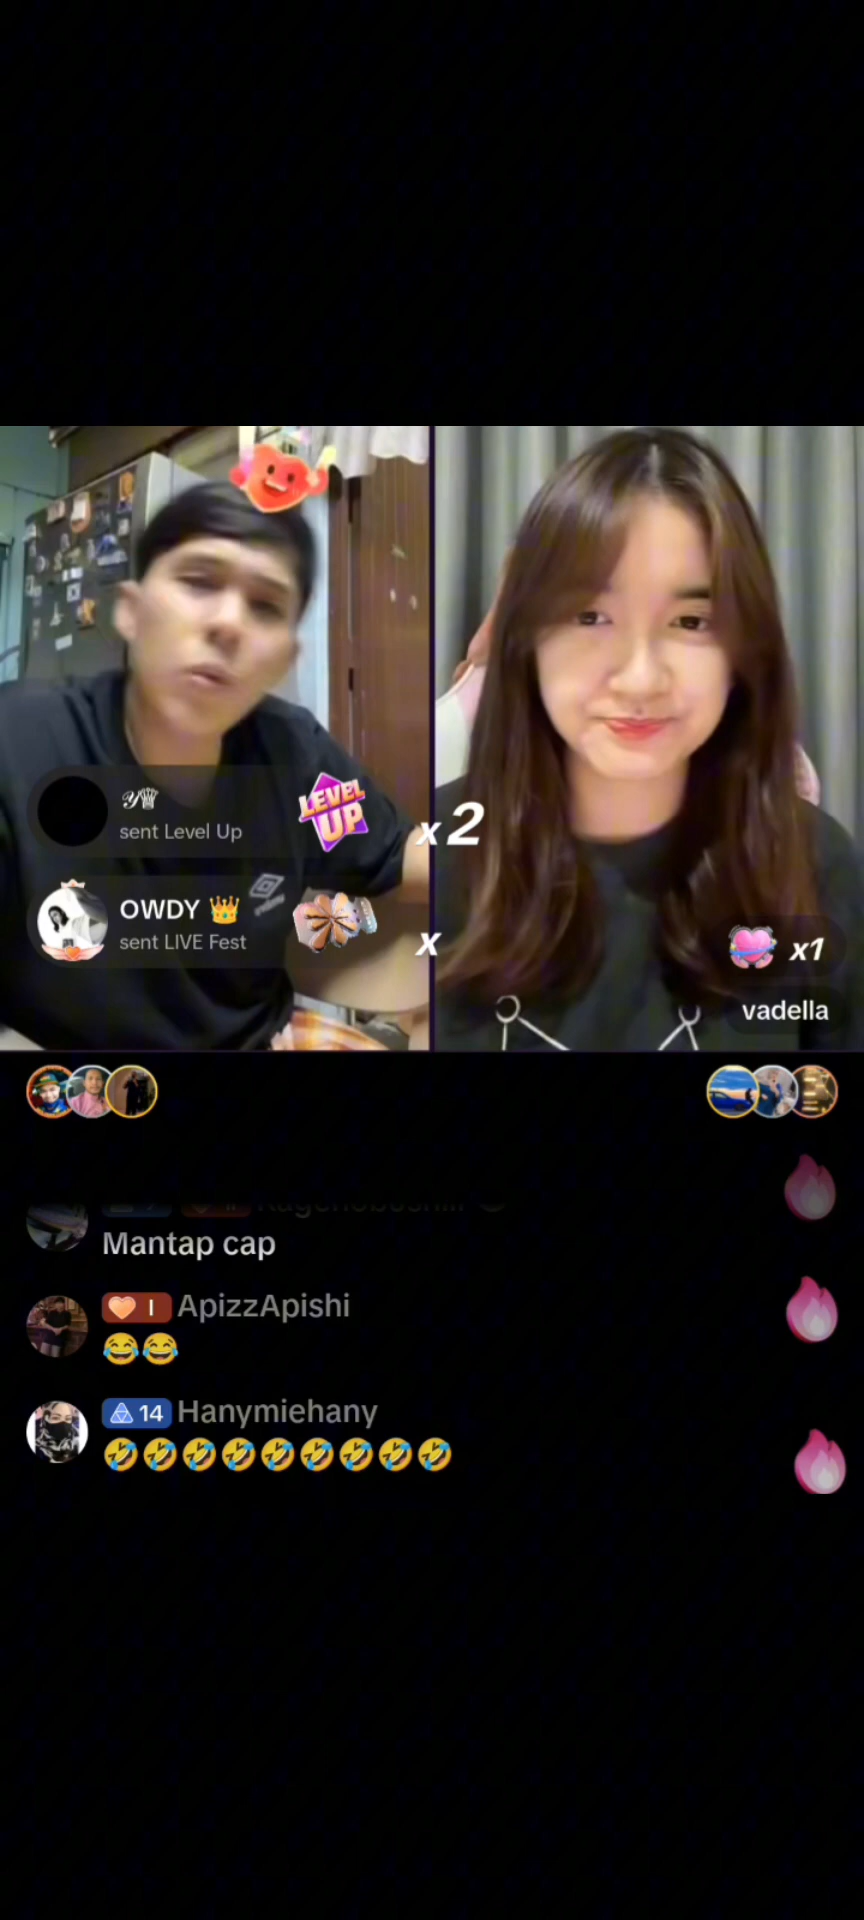 𝒴♕
sent Level Up
LEVEL UP
x2
OWDY 👑
sent LIVE Fest
x
x1
vadella
Mantap cap
I ApizzApishi
😂😂
14 Hanymiehany
🤣🤣🤣🤣🤣🤣🤣🤣🤣